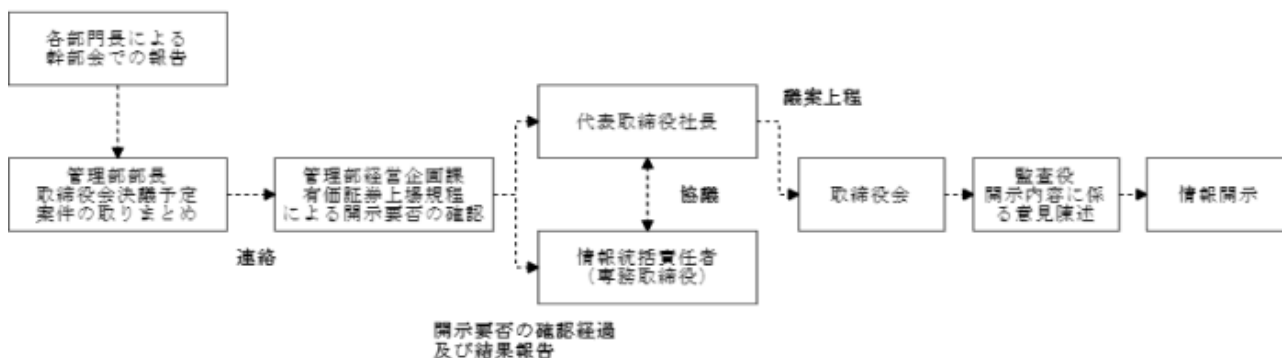 各部門長による
幹部会での報告
管理部部長
取締役会決議予定
案件の取りまとめ
連絡
管理部経営企画課
有価証券上場規程
による開示要否の確認
開示要否の確認経過
及び結果報告
代表取締役社長
協議
情報統括責任者
（専務取締役）
議案上程
取締役会
監査役
開示内容に係
る意見陳述
情報開示